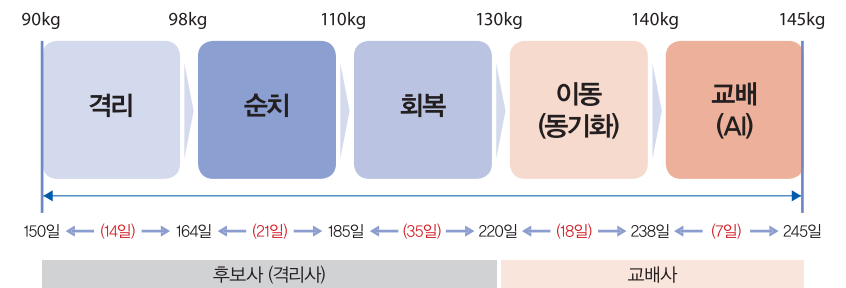 90kg 98kg 110kg 130kg 140kg 145kg
격리 순치 회복 이동 (동기화) 교배 (AI)
150일 (14일) 164일 (21일) 185일 (35일) 220일 (18일) 238일 (7일) 245일
후보사 (격리사) 교배사